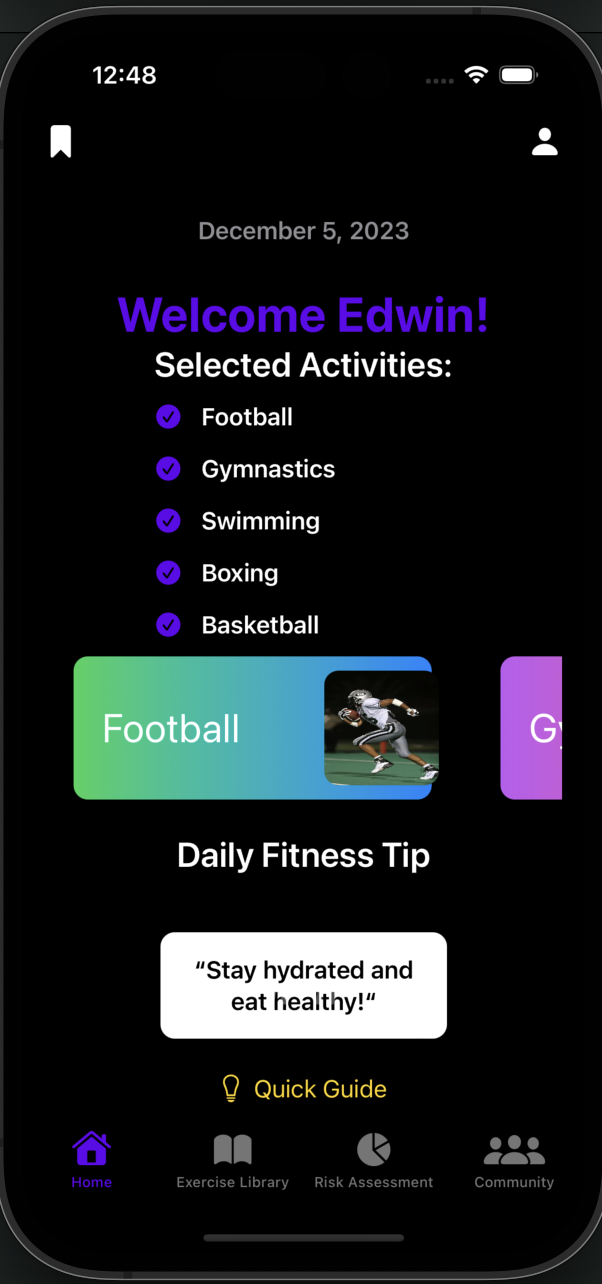 12:48
December 5, 2023
Welcome Edwin!
Selected Activities:
Football
Gymnastics
Swimming
Boxing
Basketball
Football
Gy
Daily Fitness Tip
“Stay hydrated and
eat healthy!“
Quick Guide
Home
Exercise Library
Risk Assessment
Community